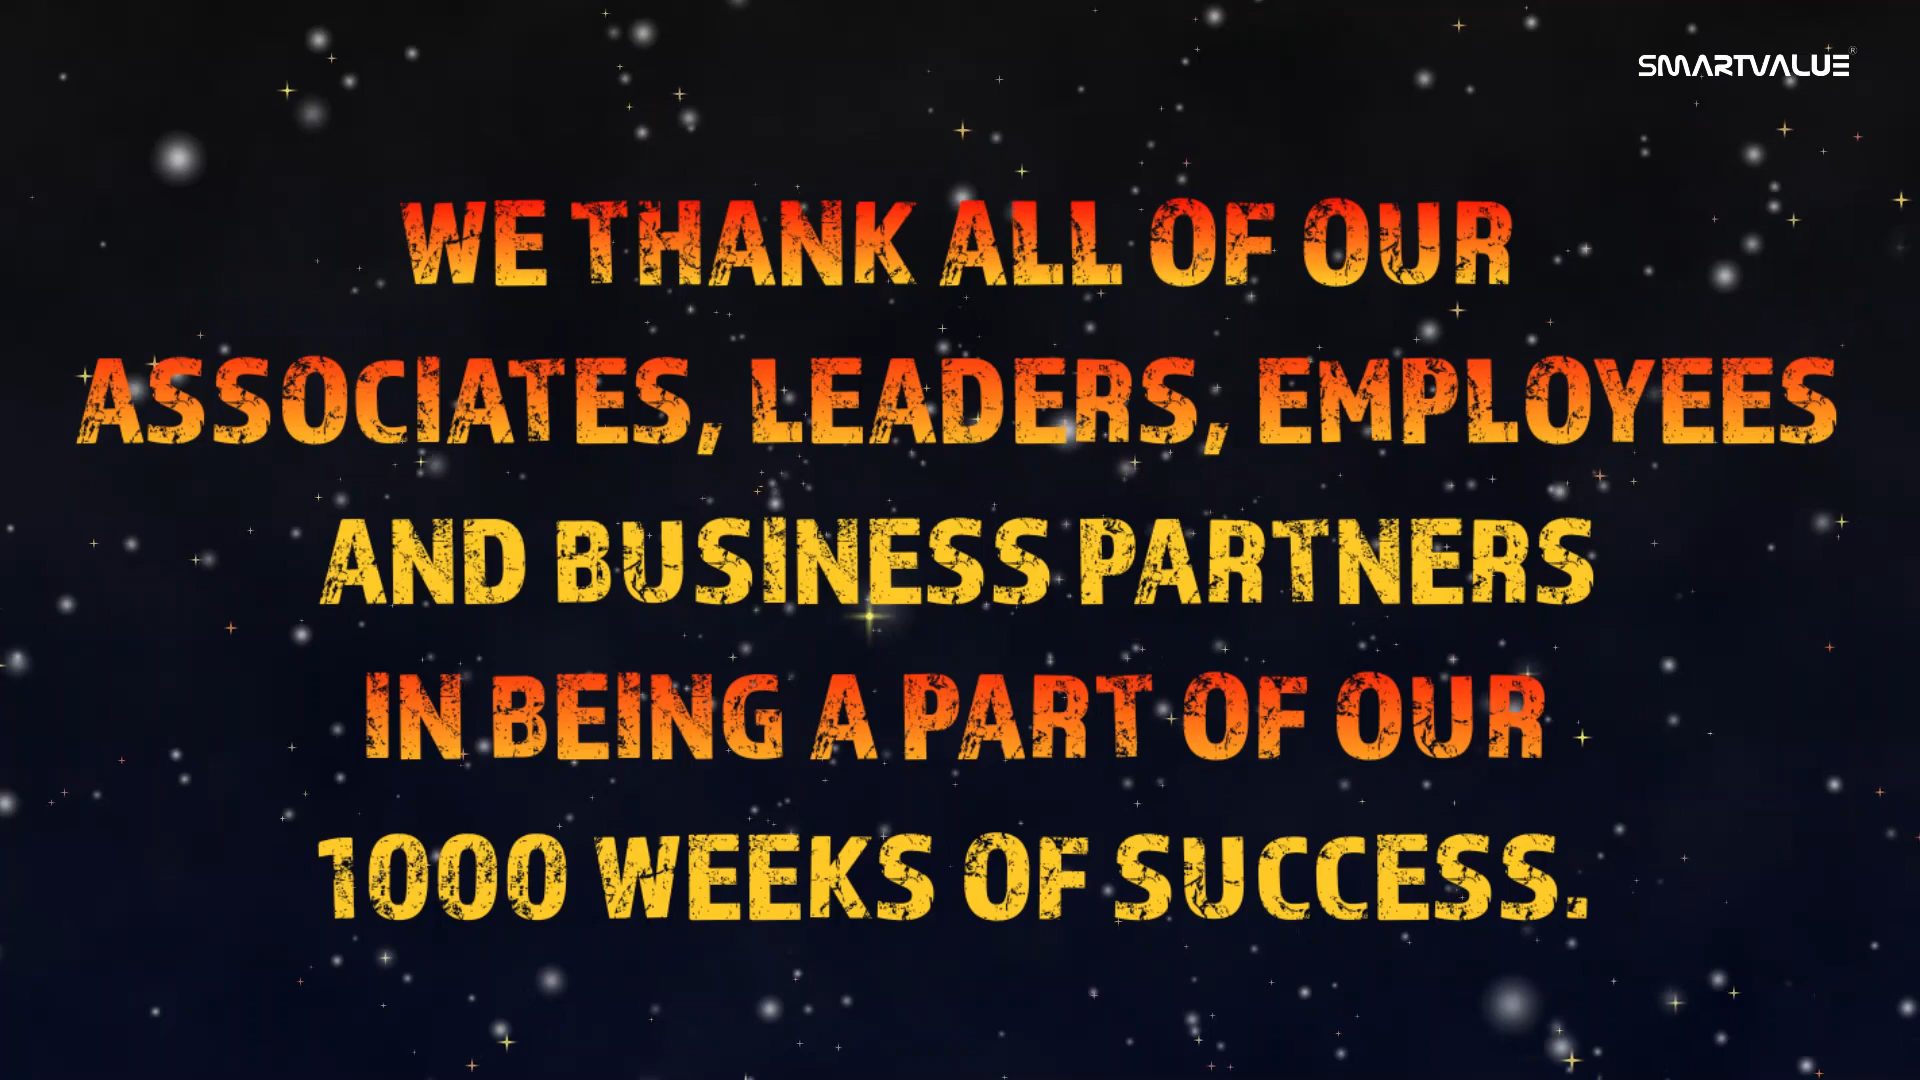 SMARTVALUE®
WE THANK ALL OF OUR
ASSOCIATES, LEADERS, EMPLOYEES
AND BUSINESS PARTNERS
IN BEING A PART OF OUR
1000 WEEKS OF SUCCESS.